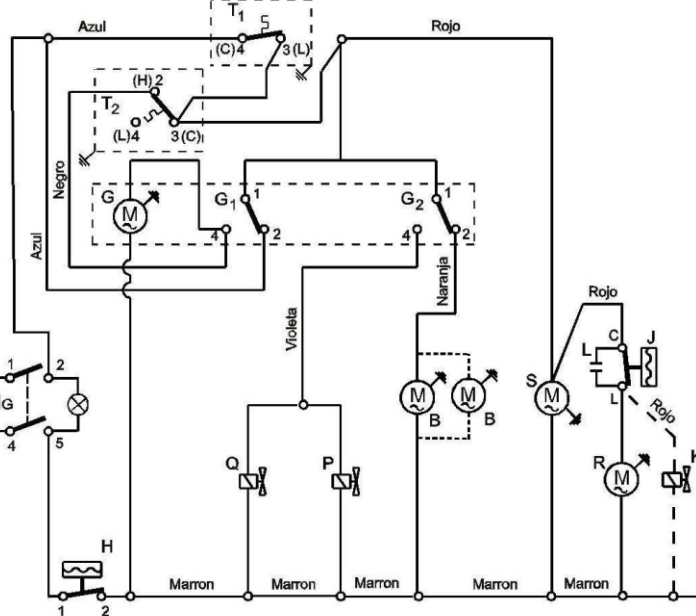 Azul
T1
Rojo
(C)4
3(L)
(H)2
T2
(L)4
3(C)
Negro
Azul
G
M
G1
1
4
2
G2
1
4
2
Naranja
Violeta
Rojo
C
L
J
L
Rojo
1
2
G
4
5
M
B
M
B
S
M
Q
P
R
M
H
1
2
Marron
Marron
Marron
Marron
Marron